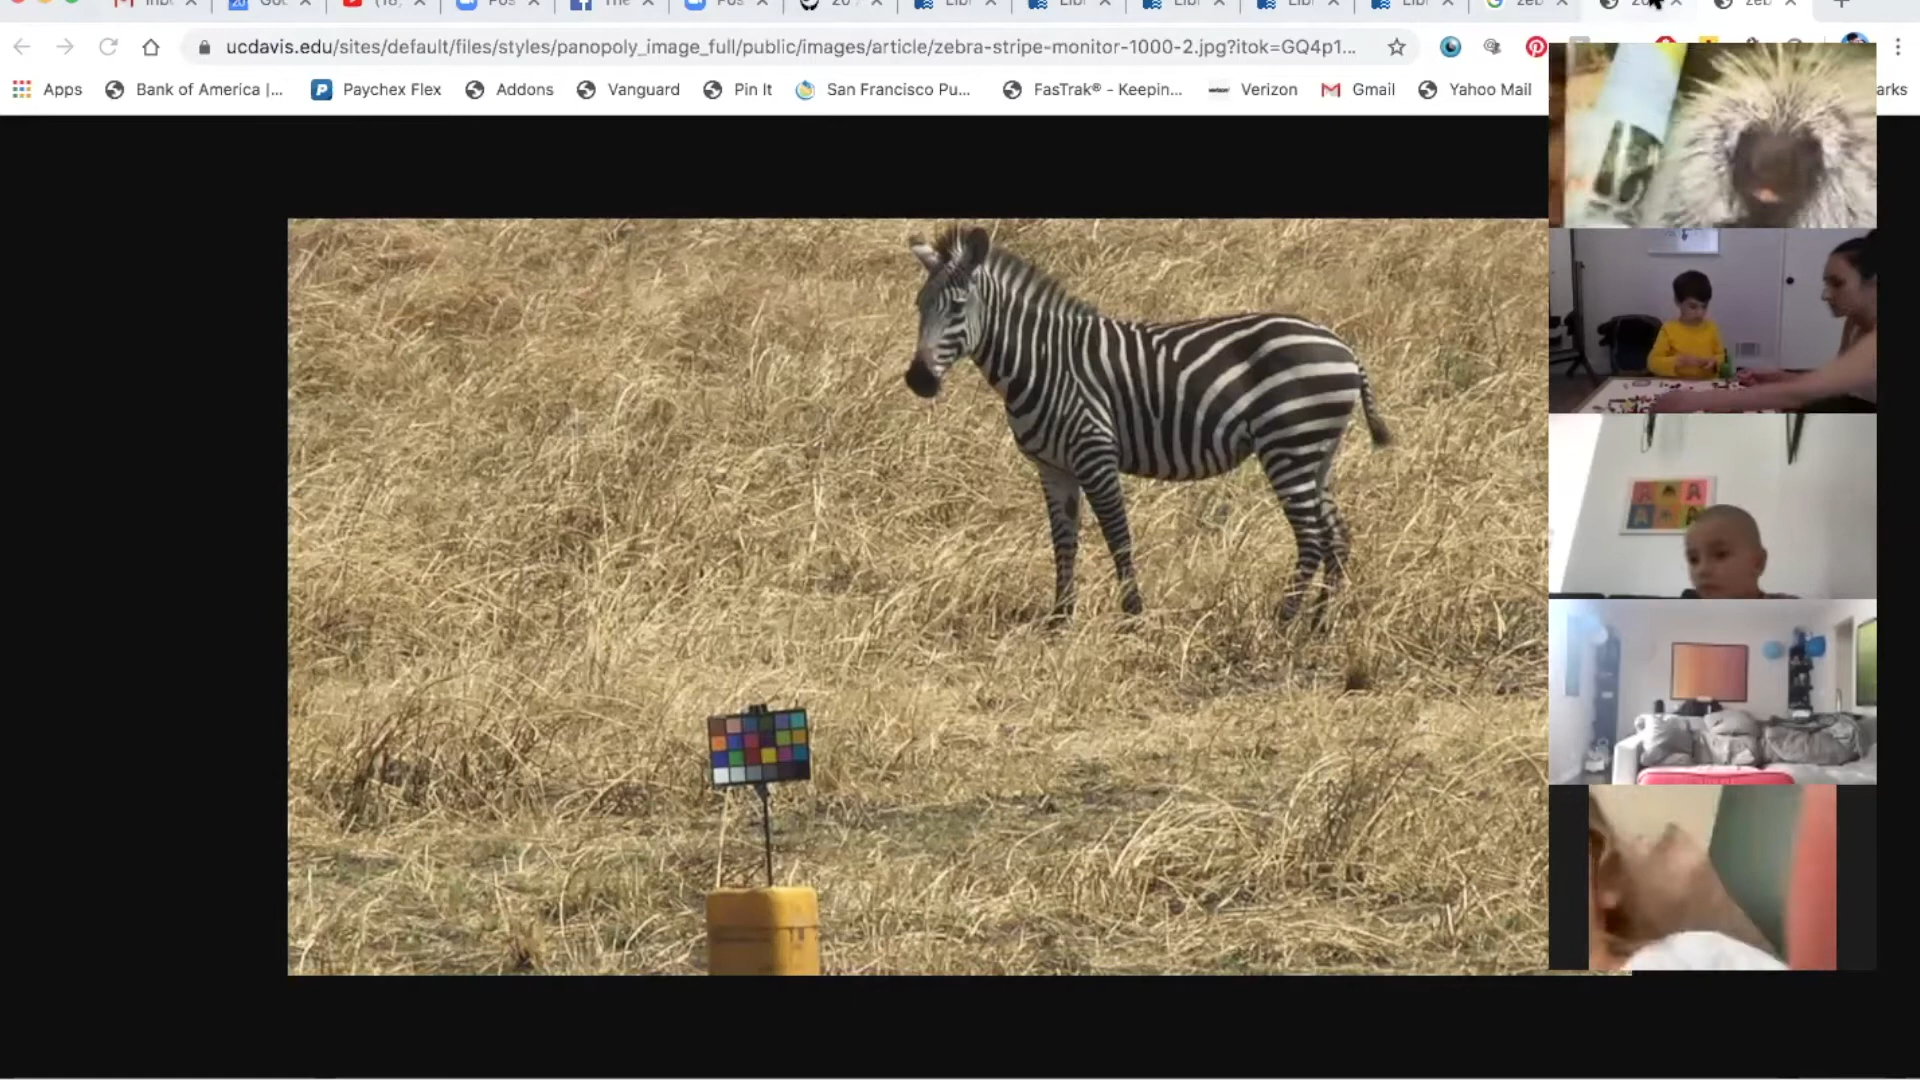 ucdavis.edu/sites/default/files/styles/panopoly_image_full/public/images/article/zebra-stripe-monitor-1000-2.jpg?itok=GQ4p1...
Apps Bank of America |... Paychex Flex Addons Vanguard Pin It San Francisco Pu... FasTrak® - Keepin... Verizon Gmail Yahoo Mail arks